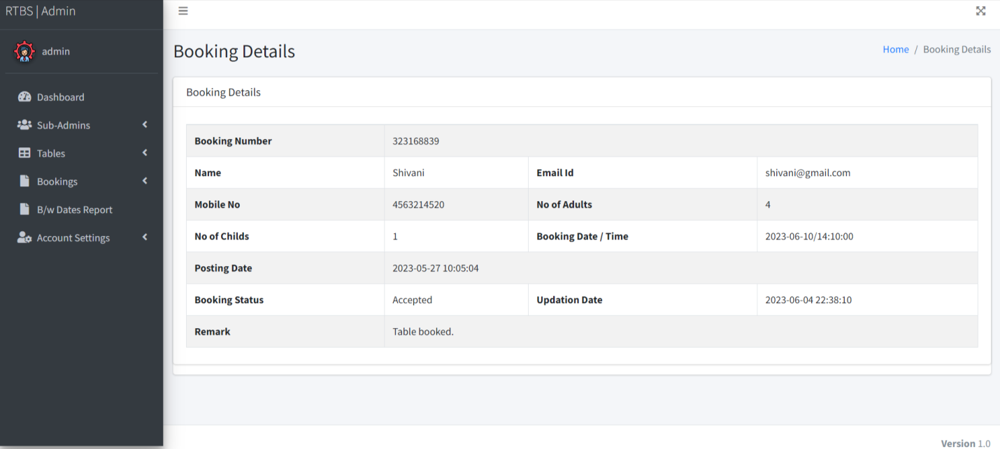 RTBS | Admin
admin
Dashboard
Sub-Admins
Tables
Bookings
B/w Dates Report
Account Settings
Booking Details
Home / Booking Details
Booking Details
Booking Number 323168839
Name Shivani Email Id shivani@gmail.com
Mobile No 4563214520 No of Adults 4
No of Childs 1 Booking Date / Time 2023-06-10/14:10:00
Posting Date 2023-05-27 10:05:04
Booking Status Accepted Updation Date 2023-06-04 22:38:10
Remark Table booked.
Version 1.0